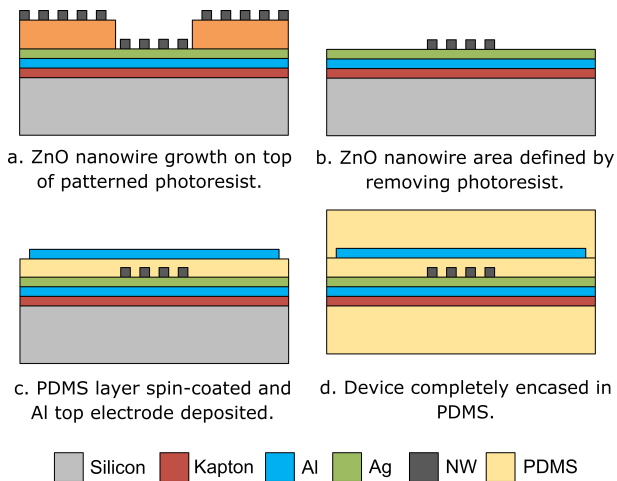 a. ZnO nanowire growth on top
of patterned photoresist.
b. ZnO nanowire area defined by
removing photoresist.
c. PDMS layer spin-coated and
Al top electrode deposited.
d. Device completely encased in
PDMS.
Silicon Kapton Al Ag NW PDMS